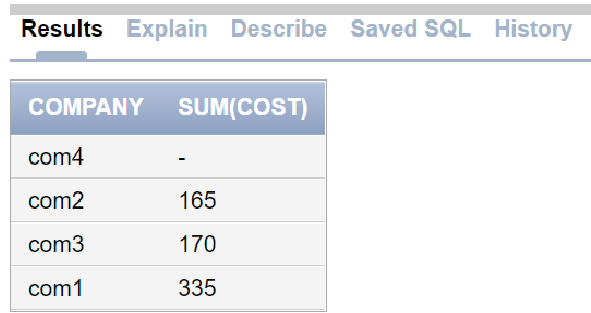 Results Explain Describe Saved SQL History
COMPANY SUM(COST)
com4 -
com2 165
com3 170
com1 335